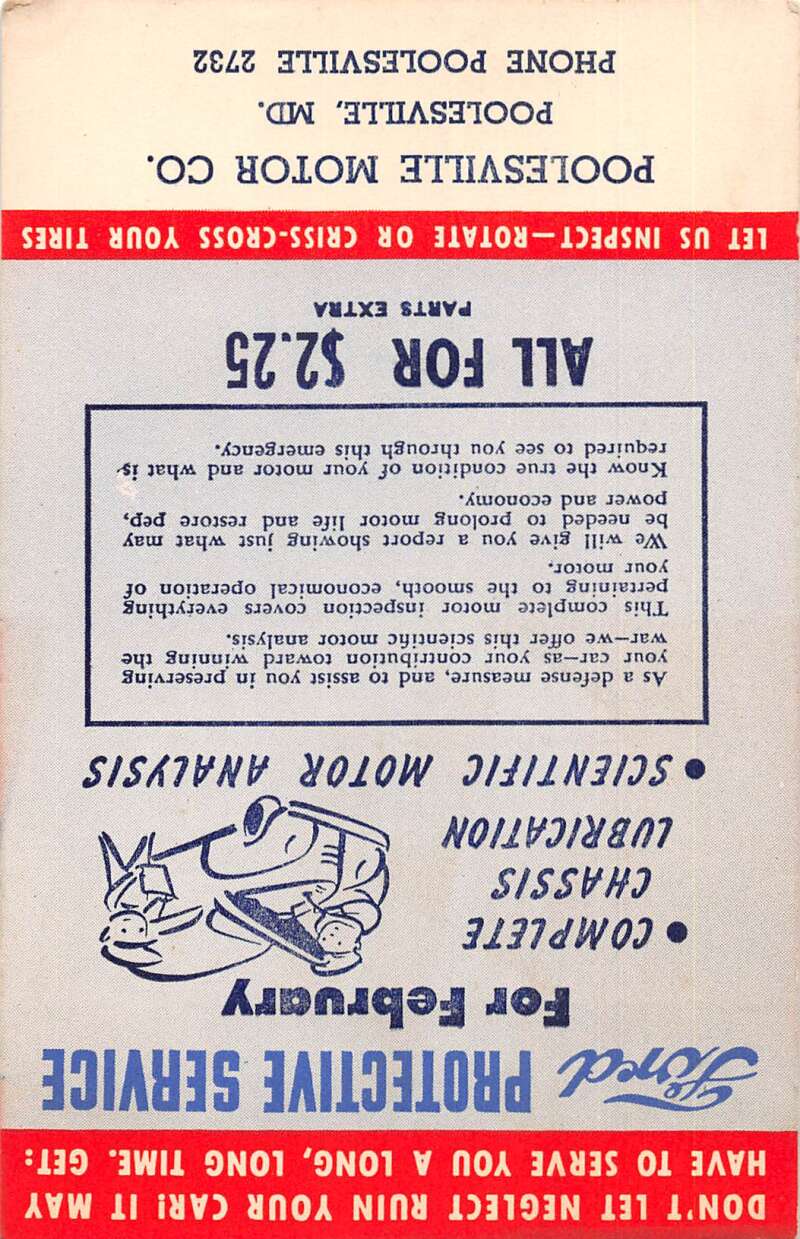 DON'T LET NEGLECT RUIN YOUR CAR! IT MAY
HAVE TO SERVE YOU A LONG, LONG TIME. GET:
Ford PROTECTIVE SERVICE
For February
• COMPLETE
CHASSIS
LUBRICATION
• SCIENTIFIC MOTOR ANALYSIS
As a defense measure, and to assist you in preserving
your car—as your contribution toward winning the
war—we offer this scientific motor analysis.
This complete motor inspection covers everything
pertaining to the smooth, economical operation of
your motor.
We will give you a report showing just what may
be needed to prolong motor life and restore pep,
power and economy.
Know the true condition of your motor and what is
required to see you through this emergency.
ALL FOR $2.25
PARTS EXTRA
LET US INSPECT—ROTATE OR CRISS-CROSS YOUR TIRES
POOLESVILLE MOTOR CO.
POOLESVILLE, MD.
PHONE POOLESVILLE 2732